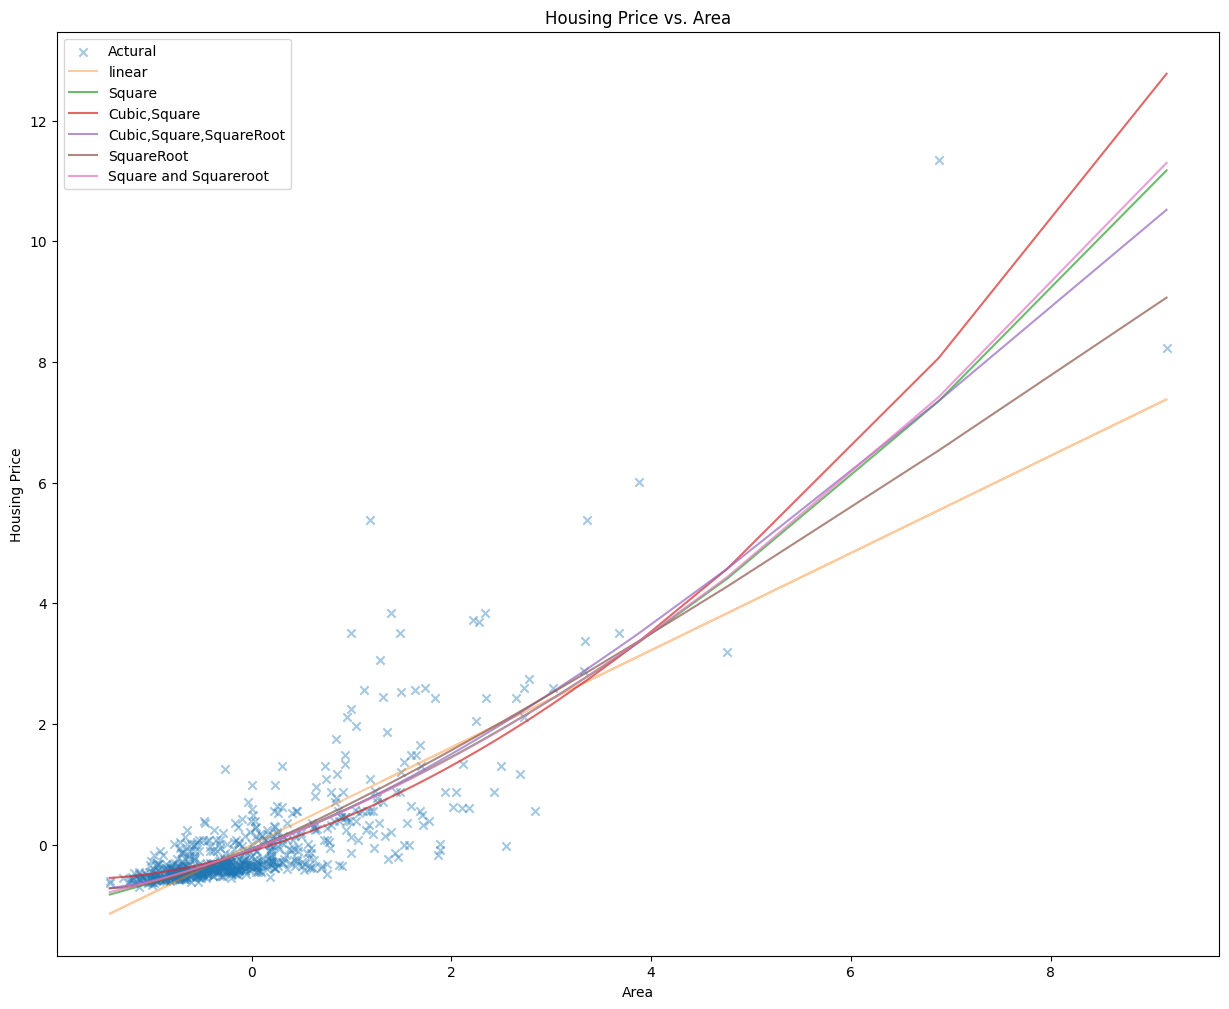 Housing Price vs. Area
Actural
linear
Square
Cubic,Square
Cubic,Square,SquareRoot
SquareRoot
Square and Squareroot
12
10
8
6
4
2
0
Housing Price
0 2 4 6 8
Area